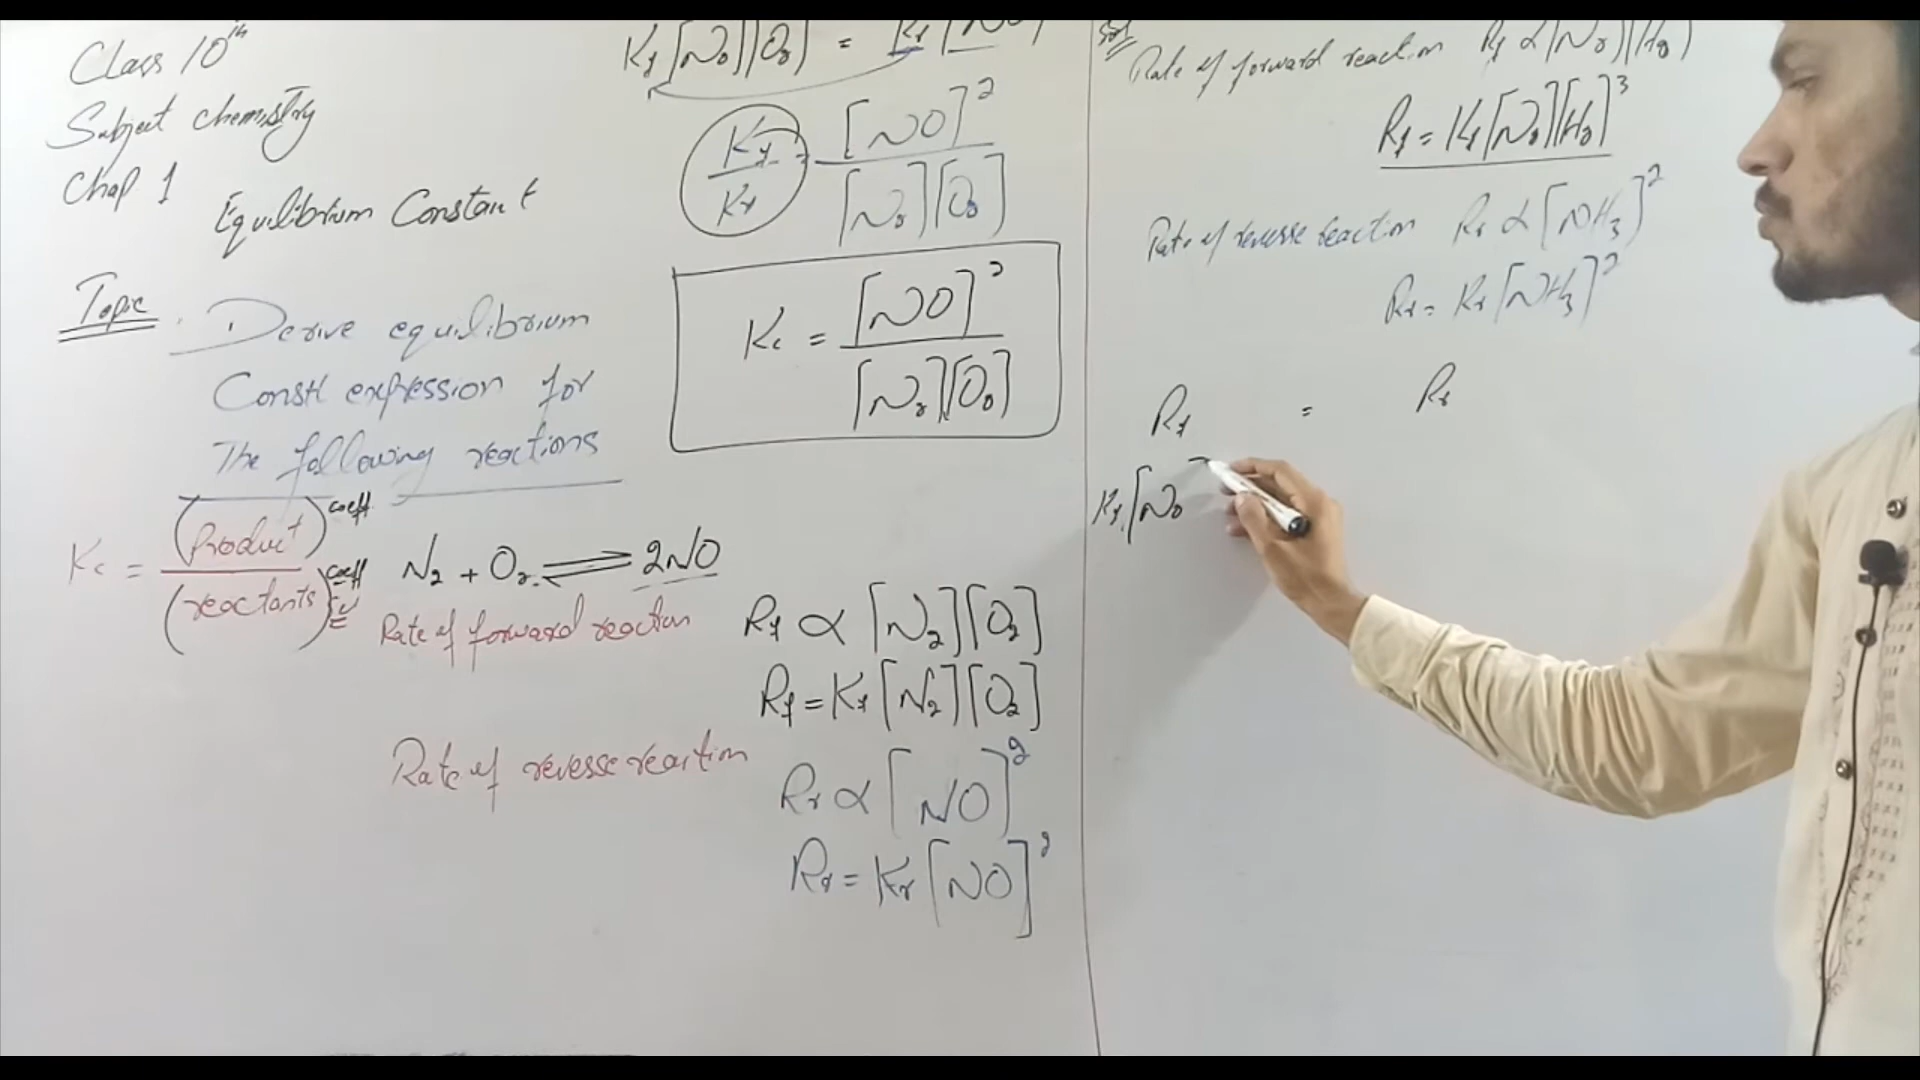 Class 10th
Subject chemistry
Chap 1
Equilibrium Constant
Topic. Derive equilibrium
Constt expression for
The following reactions
Kc = (Product)coeff / (reactants)coeff
N2 + O2 ⇌ 2NO
Rate of forward reaction Rf ∝ [N2][O2]
Rf = Kf [N2][O2]
Rate of reverse reaction
Rr ∝ [NO]2
Rr = Kr [NO]2
Kf [N2][O2] = Kr [NO]
Kf / Kr = [NO]2 / [N2][O2]
Kc = [NO]2 / [N2][O2]
Rate of forward reaction Rf ∝ [N2][H2]
Rf = Kf [N2][H2]3
Rate of reverse reaction Rr ∝ [NH3]2
Rr = Kr [NH3]2
Rf = Rr
Kf [N2